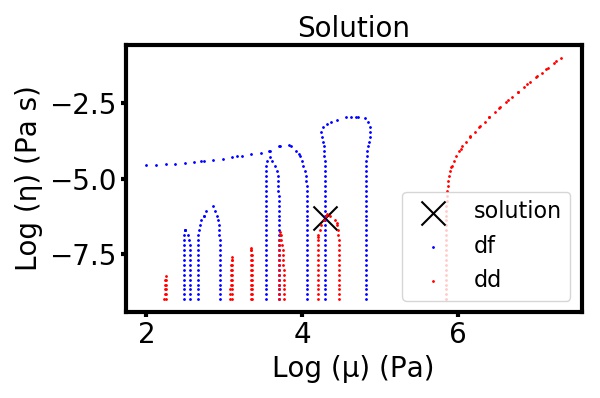 Solution
Log (η) (Pa s)
−2.5
−5.0
−7.5
solution
df
dd
2 4 6
Log (μ) (Pa)